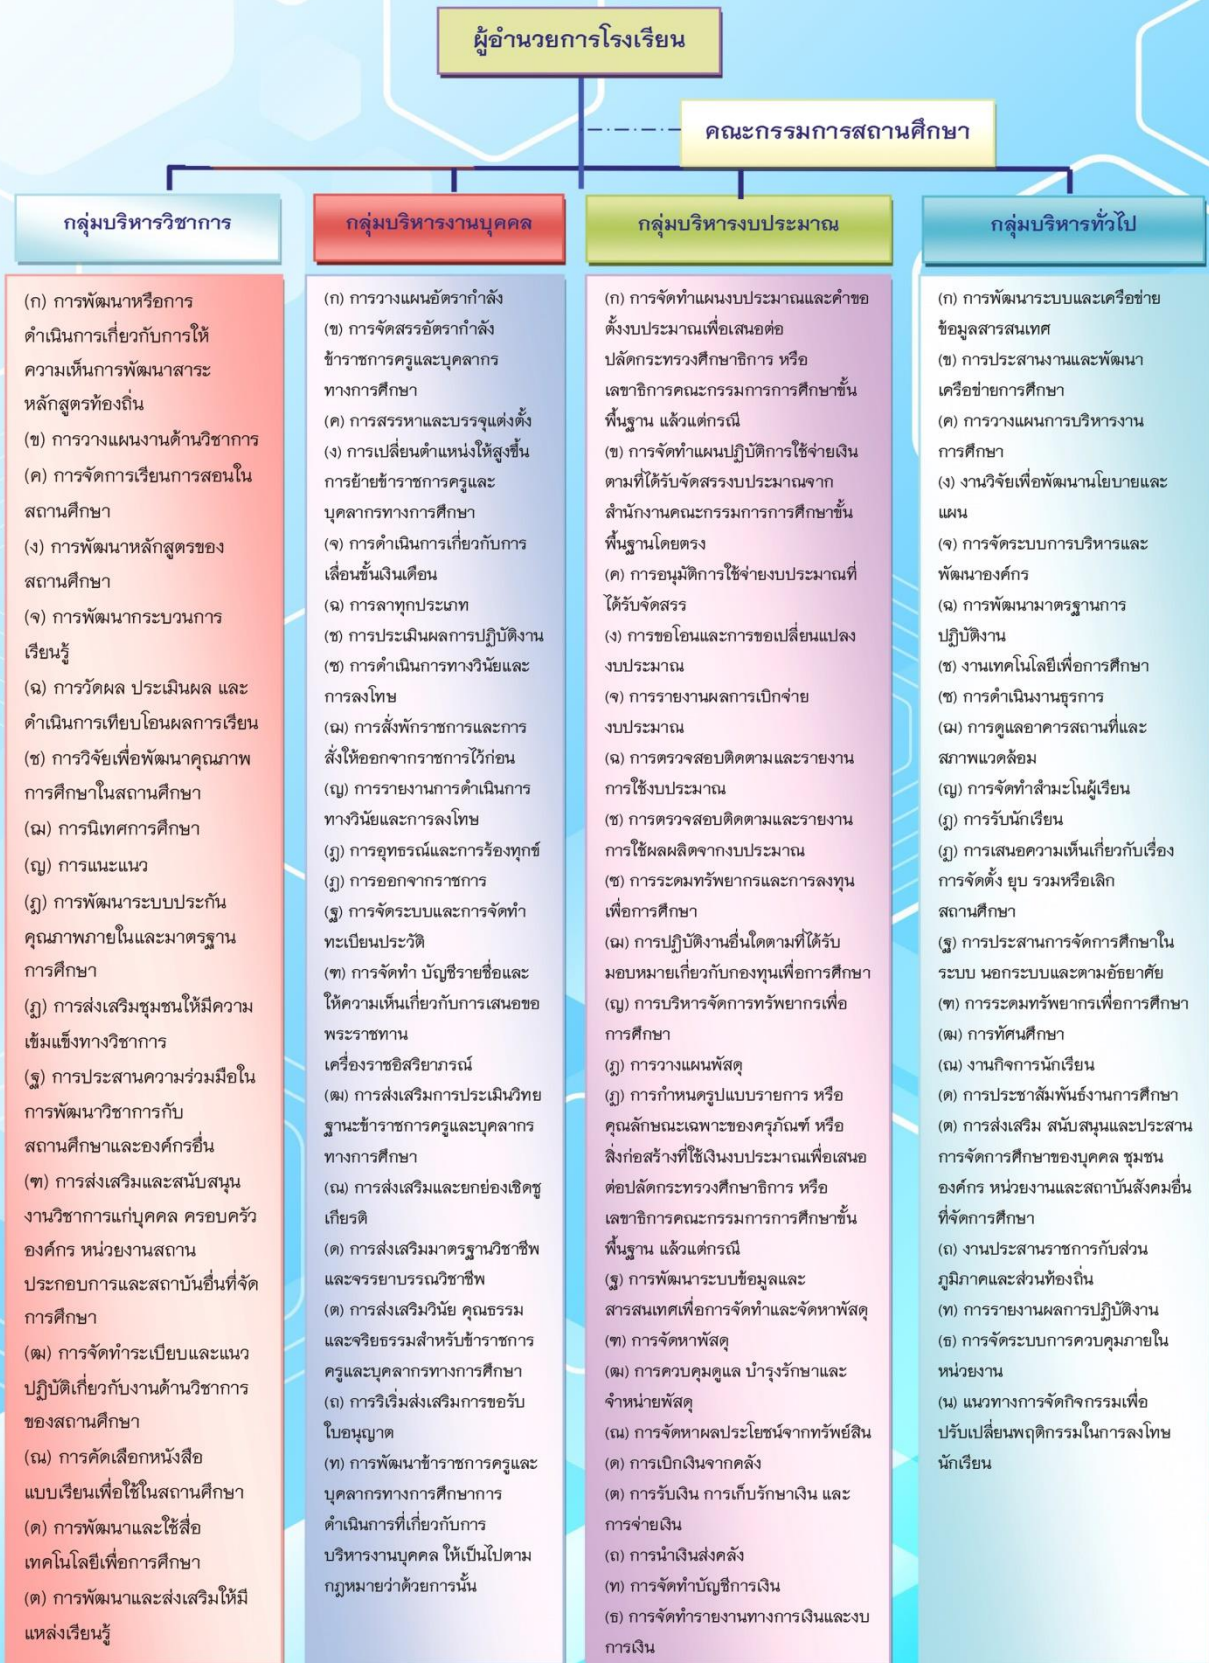 ผู้อำนวยการโรงเรียน
คณะกรรมการสถานศึกษา
กลุ่มบริหารวิชาการ
(ก) การพัฒนาหรือการ
ดำเนินการเกี่ยวกับการให้
ความเห็นการพัฒนาสาระ
หลักสูตรท้องถิ่น
(ข) การวางแผนงานด้านวิชาการ
(ค) การจัดการเรียนการสอนใน
สถานศึกษา
(ง) การพัฒนาหลักสูตรของ
สถานศึกษา
(จ) การพัฒนากระบวนการ
เรียนรู้
(ฉ) การวัดผล ประเมินผล และ
ดำเนินการเทียบโอนผลการเรียน
(ช) การวิจัยเพื่อพัฒนาคุณภาพ
การศึกษาในสถานศึกษา
(ฌ) การนิเทศการศึกษา
(ญ) การแนะแนว
(ฎ) การพัฒนาระบบประกัน
คุณภาพภายในและมาตรฐาน
การศึกษา
(ฏ) การส่งเสริมชุมชนให้มีความ
เข้มแข็งทางวิชาการ
(ฐ) การประสานความร่วมมือใน
การพัฒนาวิชาการกับ
สถานศึกษาและองค์กรอื่น
(ฑ) การส่งเสริมและสนับสนุน
งานวิชาการแก่บุคคล ครอบครัว
องค์กร หน่วยงานสถาน
ประกอบการและสถาบันอื่นที่จัด
การศึกษา
(ฒ) การจัดทำระเบียบและแนว
ปฏิบัติเกี่ยวกับงานด้านวิชาการ
ของสถานศึกษา
(ณ) การคัดเลือกหนังสือ
แบบเรียนเพื่อใช้ในสถานศึกษา
(ด) การพัฒนาและใช้สื่อ
เทคโนโลยีเพื่อการศึกษา
(ต) การพัฒนาและส่งเสริมให้มี
แหล่งเรียนรู้
กลุ่มบริหารงานบุคคล
(ก) การวางแผนอัตรากำลัง
(ข) การจัดสรรอัตรากำลัง
ข้าราชการครูและบุคลากร
ทางการศึกษา
(ค) การสรรหาและบรรจุแต่งตั้ง
(ง) การเปลี่ยนตำแหน่งให้สูงขึ้น
การย้ายข้าราชการครูและ
บุคลากรทางการศึกษา
(จ) การดำเนินการเกี่ยวกับการ
เลื่อนขั้นเงินเดือน
(ฉ) การลาทุกประเภท
(ช) การประเมินผลการปฏิบัติงาน
(ซ) การดำเนินการทางวินัยและ
การลงโทษ
(ฌ) การสั่งพักราชการและการ
สั่งให้ออกจากราชการไว้ก่อน
(ญ) การรายงานการดำเนินการ
ทางวินัยและการลงโทษ
(ฎ) การอุทธรณ์และการร้องทุกข์
(ฏ) การออกจากราชการ
(ฐ) การจัดระบบและการจัดทำ
ทะเบียนประวัติ
(ฑ) การจัดทำ บัญชีรายชื่อและ
ให้ความเห็นเกี่ยวกับการเสนอขอ
พระราชทาน
เครื่องราชอิสริยาภรณ์
(ฒ) การส่งเสริมการประเมินวิทย
ฐานะข้าราชการครูและบุคลากร
ทางการศึกษา
(ณ) การส่งเสริมและยกย่องเชิดชู
เกียรติ
(ด) การส่งเสริมมาตรฐานวิชาชีพ
และจรรยาบรรณวิชาชีพ
(ต) การส่งเสริมวินัย คุณธรรม
และจริยธรรมสำหรับข้าราชการ
ครูและบุคลากรทางการศึกษา
(ถ) การริเริ่มส่งเสริมการขอรับ
ใบอนุญาต
(ท) การพัฒนาข้าราชการครูและ
บุคลากรทางการศึกษาการ
ดำเนินการที่เกี่ยวกับการ
บริหารงานบุคคล ให้เป็นไปตาม
กฎหมายว่าด้วยการนั้น
กลุ่มบริหารงบประมาณ
(ก) การจัดทำแผนงบประมาณและคำขอ
ตั้งงบประมาณเพื่อเสนอต่อ
ปลัดกระทรวงศึกษาธิการ หรือ
เลขาธิการคณะกรรมการการศึกษาขั้น
พื้นฐาน แล้วแต่กรณี
(ข) การจัดทำแผนปฏิบัติการใช้จ่ายเงิน
ตามที่ได้รับจัดสรรงบประมาณจาก
สำนักงานคณะกรรมการการศึกษาขั้น
พื้นฐานโดยตรง
(ค) การอนุมัติการใช้จ่ายงบประมาณที่
ได้รับจัดสรร
(ง) การขอโอนและการขอเปลี่ยนแปลง
งบประมาณ
(จ) การรายงานผลการเบิกจ่าย
งบประมาณ
(ฉ) การตรวจสอบติดตามและรายงาน
การใช้งบประมาณ
(ช) การตรวจสอบติดตามและรายงาน
การใช้ผลผลิตจากงบประมาณ
(ซ) การระดมทรัพยากรและการลงทุน
เพื่อการศึกษา
(ฌ) การปฏิบัติงานอื่นใดตามที่ได้รับ
มอบหมายเกี่ยวกับกองทุนเพื่อการศึกษา
(ญ) การบริหารจัดการทรัพยากรเพื่อ
การศึกษา
(ฎ) การวางแผนพัสดุ
(ฏ) การกำหนดรูปแบบรายการ หรือ
คุณลักษณะเฉพาะของครุภัณฑ์ หรือ
สิ่งก่อสร้างที่ใช้เงินงบประมาณเพื่อเสนอ
ต่อปลัดกระทรวงศึกษาธิการ หรือ
เลขาธิการคณะกรรมการการศึกษาขั้น
พื้นฐาน แล้วแต่กรณี
(ฐ) การพัฒนาระบบข้อมูลและ
สารสนเทศเพื่อการจัดทำและจัดหาพัสดุ
(ฑ) การจัดหาพัสดุ
(ฒ) การควบคุมดูแล บำรุงรักษาและ
จำหน่ายพัสดุ
(ณ) การจัดหาผลประโยชน์จากทรัพย์สิน
(ด) การเบิกเงินจากคลัง
(ต) การรับเงิน การเก็บรักษาเงิน และ
การจ่ายเงิน
(ถ) การนำเงินส่งคลัง
(ท) การจัดทำบัญชีการเงิน
(ธ) การจัดทำรายงานทางการเงินและงบ
การเงิน
กลุ่มบริหารทั่วไป
(ก) การพัฒนาระบบและเครือข่าย
ข้อมูลสารสนเทศ
(ข) การประสานงานและพัฒนา
เครือข่ายการศึกษา
(ค) การวางแผนการบริหารงาน
การศึกษา
(ง) งานวิจัยเพื่อพัฒนานโยบายและ
แผน
(จ) การจัดระบบการบริหารและ
พัฒนาองค์กร
(ฉ) การพัฒนามาตรฐานการ
ปฏิบัติงาน
(ช) งานเทคโนโลยีเพื่อการศึกษา
(ซ) การดำเนินงานธุรการ
(ฌ) การดูแลอาคารสถานที่และ
สภาพแวดล้อม
(ญ) การจัดทำสำมะโนผู้เรียน
(ฎ) การรับนักเรียน
(ฏ) การเสนอความเห็นเกี่ยวกับเรื่อง
การจัดตั้ง ยุบ รวมหรือเลิก
สถานศึกษา
(ฐ) การประสานการจัดการศึกษาใน
ระบบ นอกระบบและตามอัธยาศัย
(ฑ) การระดมทรัพยากรเพื่อการศึกษา
(ฒ) การทัศนศึกษา
(ณ) งานกิจการนักเรียน
(ด) การประชาสัมพันธ์งานการศึกษา
(ต) การส่งเสริม สนับสนุนและประสาน
การจัดการศึกษาของบุคคล ชุมชน
องค์กร หน่วยงานและสถาบันสังคมอื่น
ที่จัดการศึกษา
(ถ) งานประสานราชการกับส่วน
ภูมิภาคและส่วนท้องถิ่น
(ท) การรายงานผลการปฏิบัติงาน
(ธ) การจัดระบบการควบคุมภายใน
หน่วยงาน
(น) แนวทางการจัดกิจกรรมเพื่อ
ปรับเปลี่ยนพฤติกรรมในการลงโทษ
นักเรียน